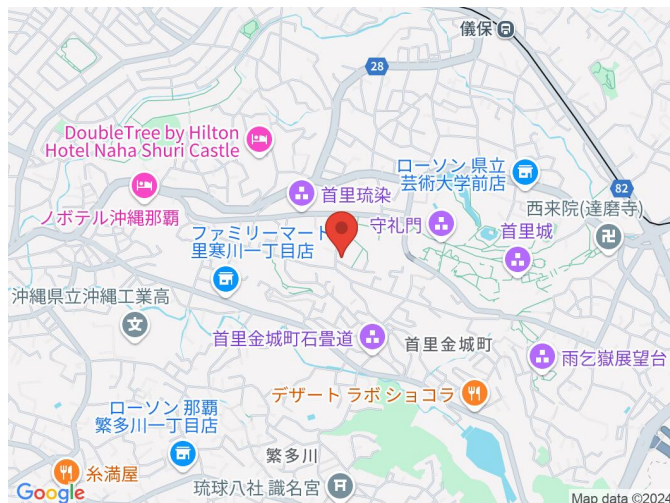 儀保
28
DoubleTree by Hilton
Hotel Naha Shuri Castle
ローソン 県立
芸術大学前店
首里琉染
82
ノボテル沖縄那覇
守礼門
西来院(達磨寺)
ファミリーマート
里寒川一丁目店
首里城
沖縄県立沖縄工業高
首里金城町石畳道
首里金城町
雨乞嶽展望台
デザート ラボ ショコラ
ローソン 那覇
繁多川一丁目店
繁多川
糸満屋
琉球八社 識名宮
Google
Map data ©2024